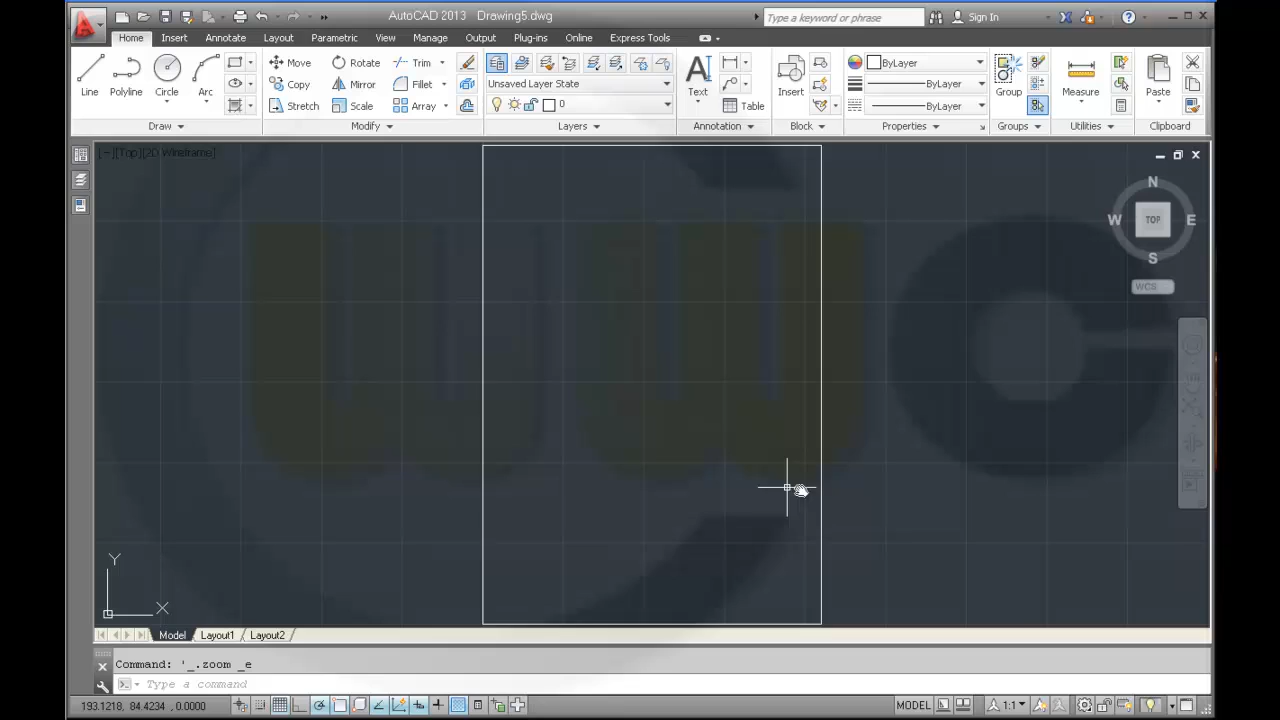 AutoCAD 2013 Drawing5.dwg
Type a keyword or phrase
Sign In
Home Insert Annotate Layout Parametric View Manage Output Plug-ins Online Express Tools
Line Polyline Circle Arc
Move Rotate Trim
Copy Mirror Fillet
Stretch Scale Array
Unsaved Layer State
0
Text Table
Insert
ByLayer
ByLayer
ByLayer
Group Measure Paste
Draw Modify Layers Annotation Block Properties Groups Utilities Clipboard
[−][Top][2D Wireframe]
N
W TOP E
S
WCS
Y
X
Model Layout1 Layout2
Command: '_.zoom _e
Type a command
193.1218, 84.4234 , 0.0000
MODEL 1:1